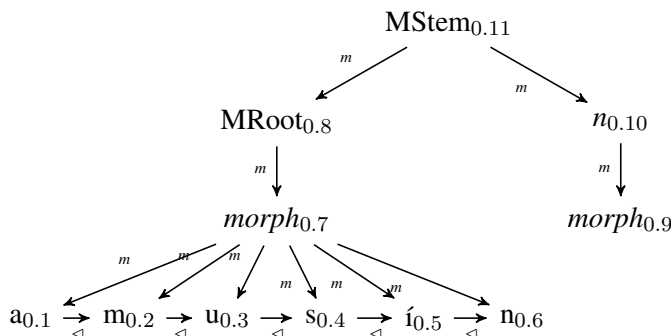 MStem0.11
m m
MRoot0.8 n0.10
m m
morph0.7 morph0.9
m m m m m m
a0.1 m0.2 u0.3 s0.4 í0.5 n0.6
◁ ◁ ◁ ◁ ◁